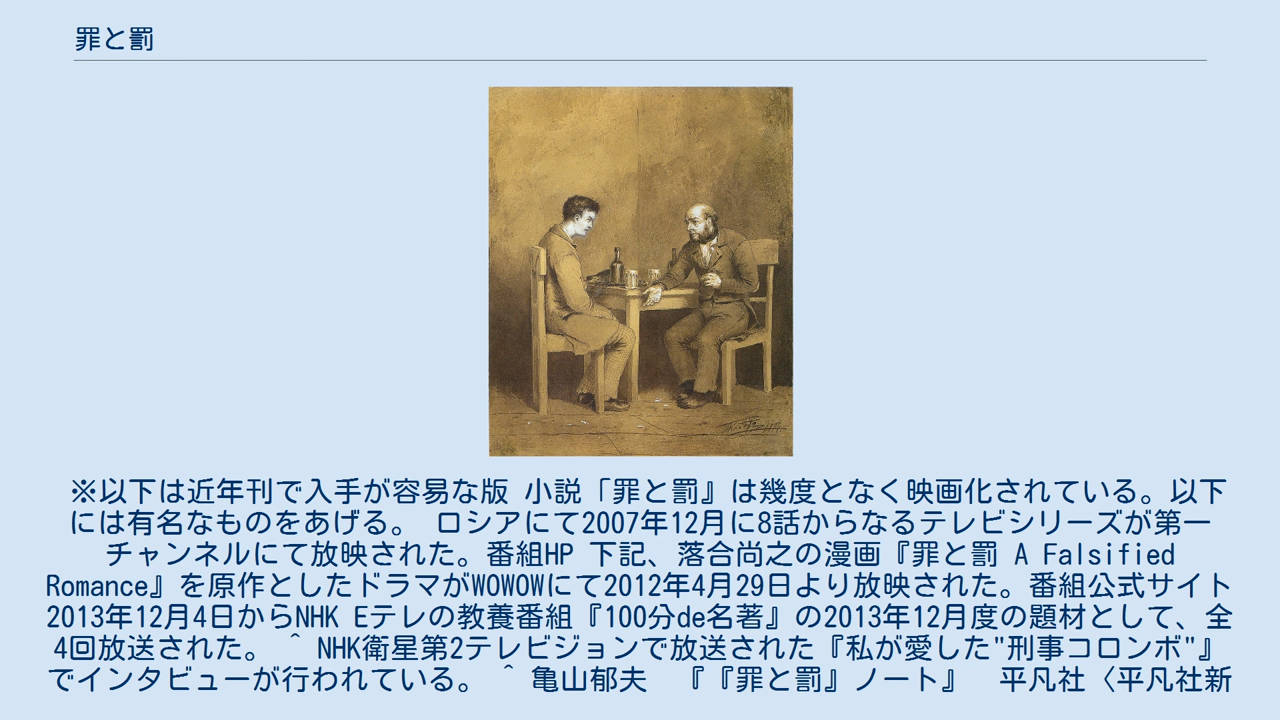 罪と罰
※以下は近年刊で入手が容易な版 小説「罪と罰』は幾度となく映画化されている。以下
には有名なものをあげる。 ロシアにて2007年12月に8話からなるテレビシリーズが第一
チャンネルにて放映された。番組HP 下記、落合尚之の漫画『罪と罰 A Falsified
Romance』を原作としたドラマがWOWOWにて2012年4月29日より放映された。番組公式サイト
2013年12月4日からNHK Eテレの教養番組『100分de名著』の2013年12月度の題材として、全
4回放送された。 ^ NHK衛星第2テレビジョンで放送された『私が愛した"刑事コロンボ"』
でインタビューが行われている。 ^ 亀山郁夫 『『罪と罰』ノート』 平凡社〈平凡社新